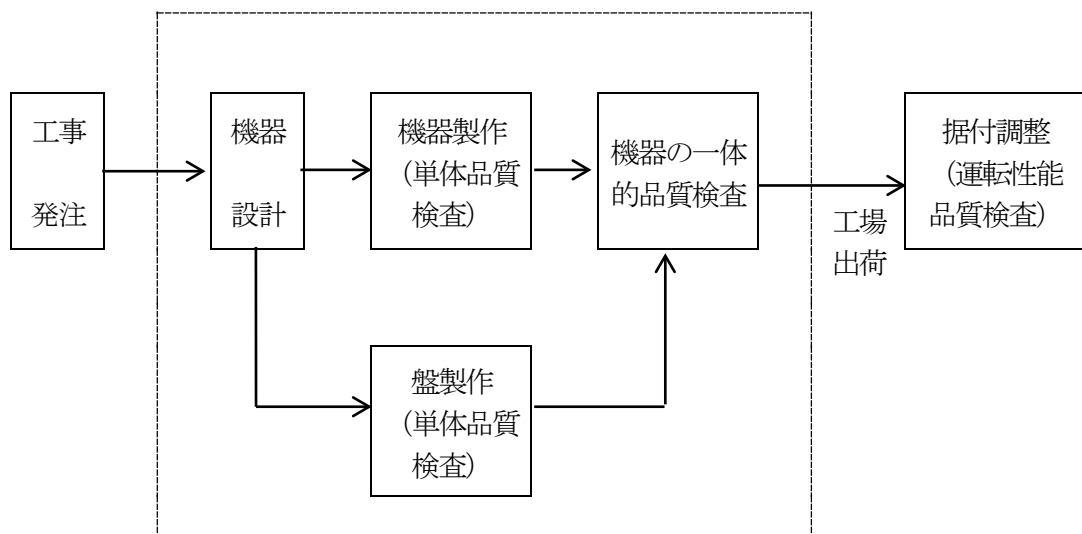 工事
発注
機器
設計
機器製作
（単体品質
検査）
機器の一体
的品質検査
工場
出荷
据付調整
（運転性能
品質検査）
盤製作
（単体品質
検査）